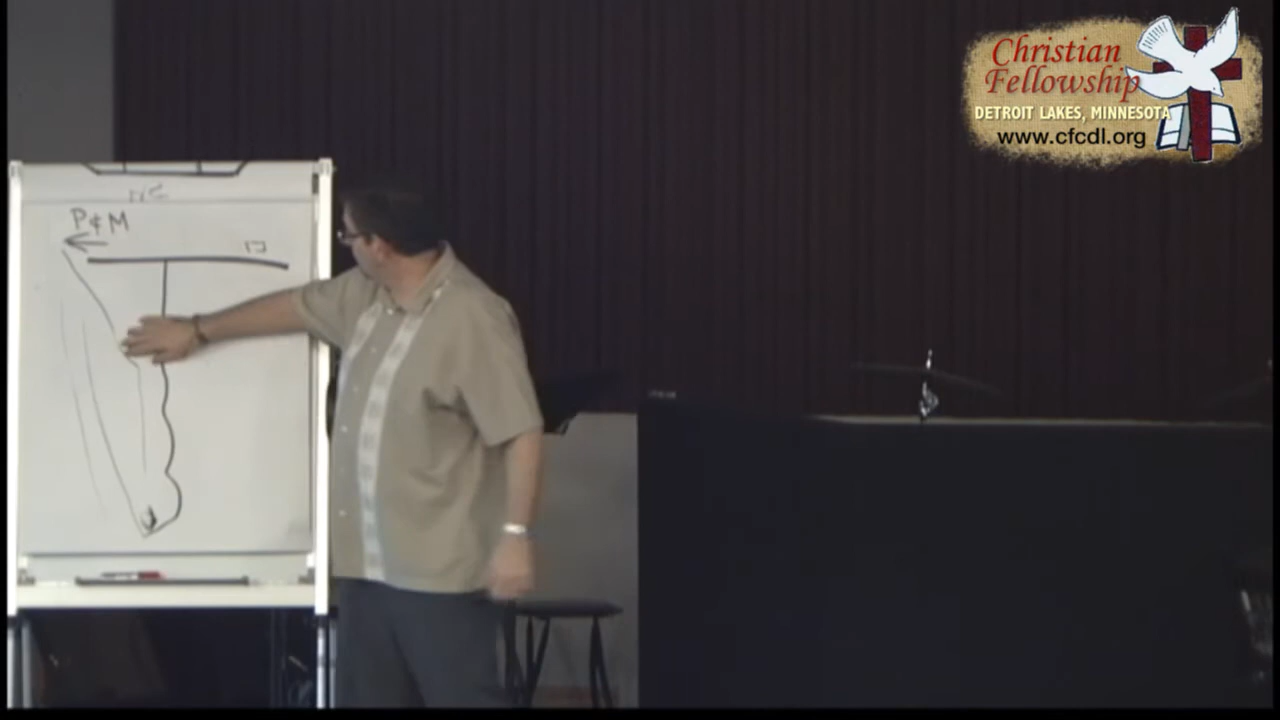 Christian
Fellowship
DETROIT LAKES, MINNESOTA
www.cfcdl.org
P & M